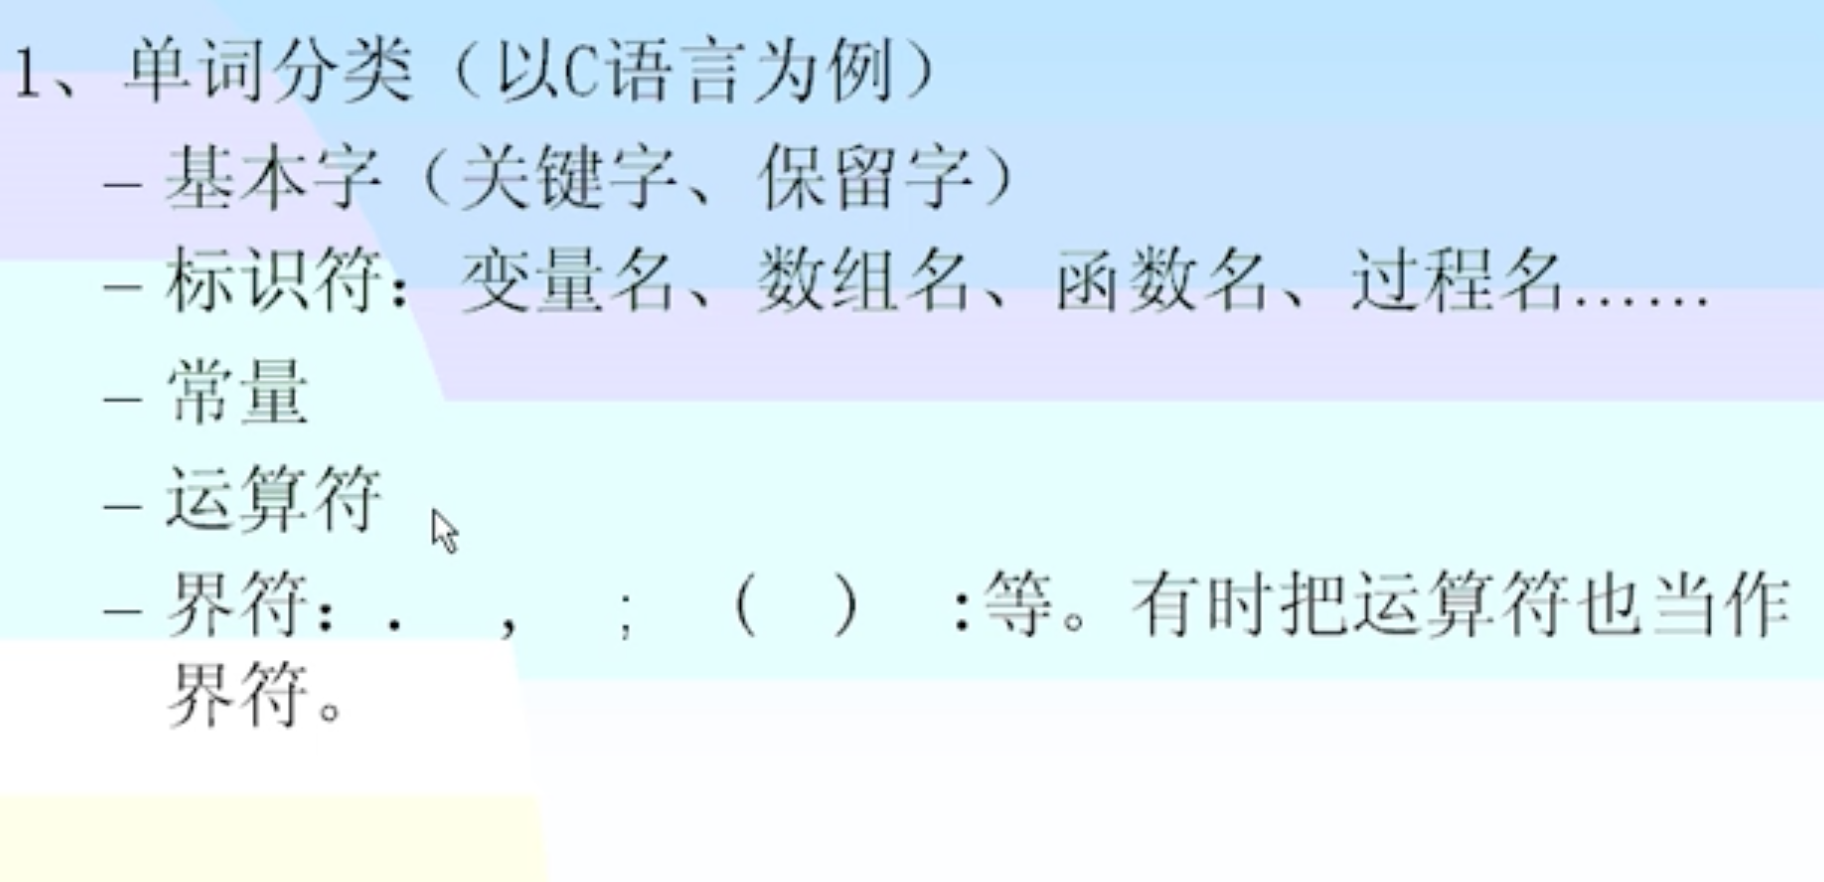 1、单词分类（以C语言为例）
– 基本字（关键字、保留字）
– 标识符：变量名、数组名、函数名、过程名……
– 常量
– 运算符
– 界符：． ， ； （ ） ：等。有时把运算符也当作
界符。